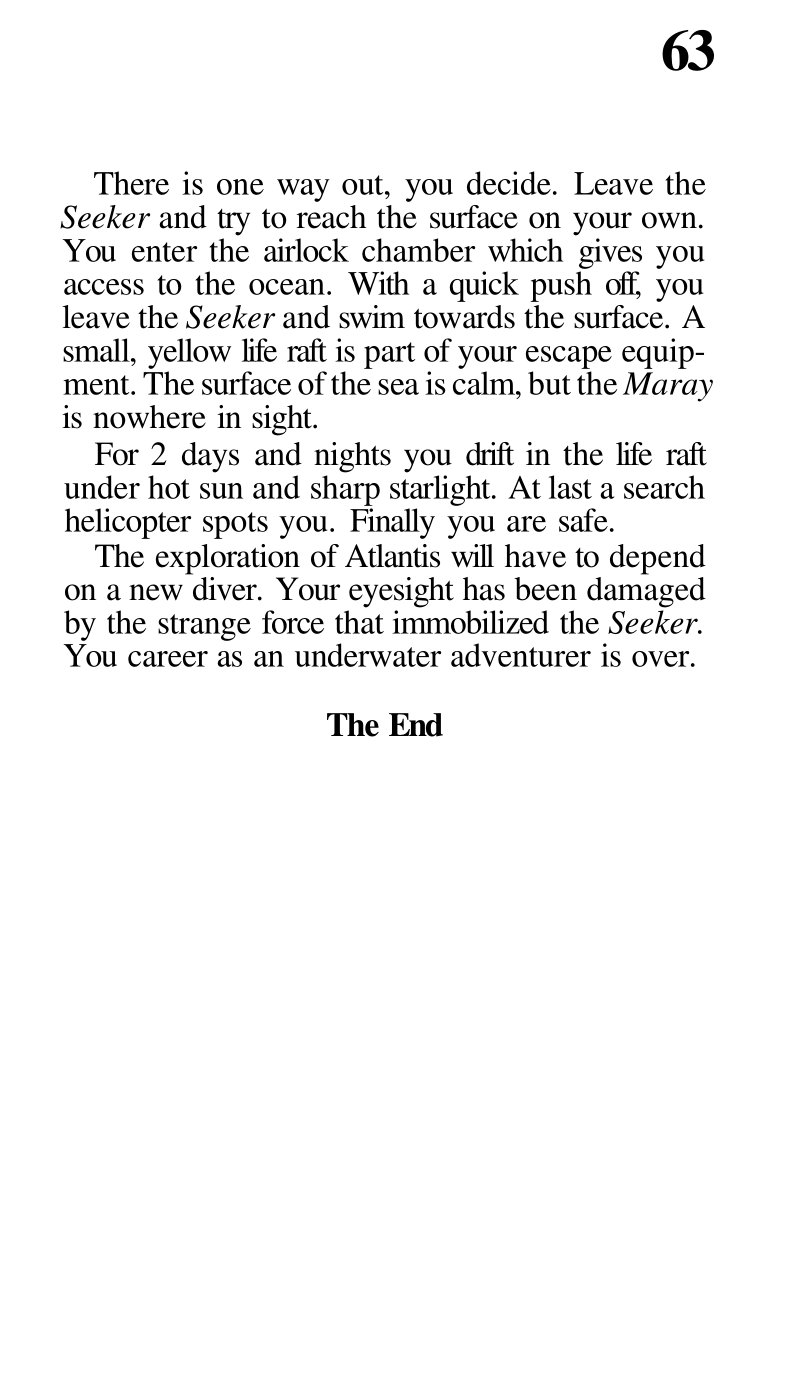 63
There is one way out, you decide. Leave the
Seeker and try to reach the surface on your own.
You enter the airlock chamber which gives you
access to the ocean. With a quick push off, you
leave the Seeker and swim towards the surface. A
small, yellow life raft is part of your escape equip-
ment. The surface of the sea is calm, but the Maray
is nowhere in sight.
For 2 days and nights you drift in the life raft
under hot sun and sharp starlight. At last a search
helicopter spots you. Finally you are safe.
The exploration of Atlantis will have to depend
on a new diver. Your eyesight has been damaged
by the strange force that immobilized the Seeker.
You career as an underwater adventurer is over.
The End